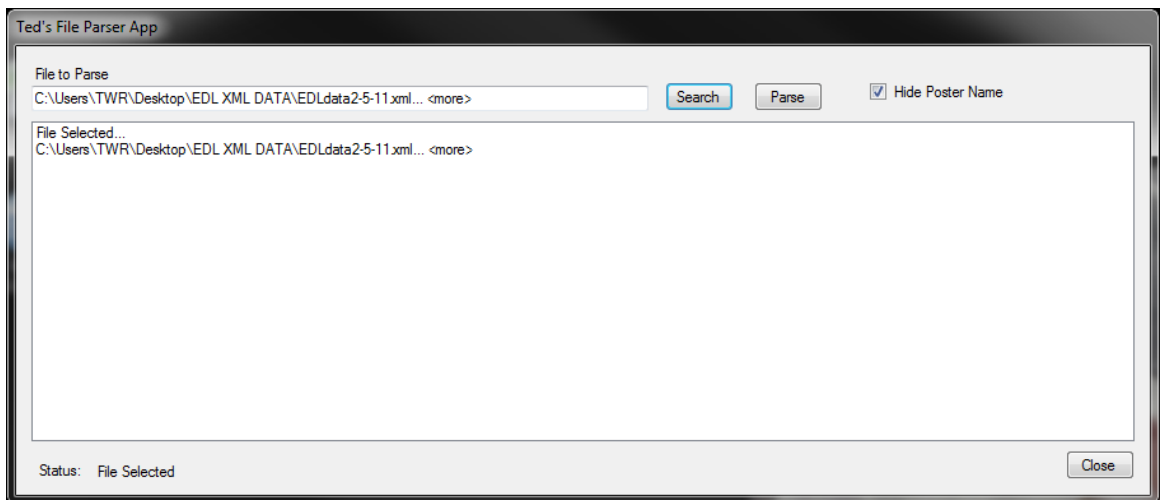 Ted's File Parser App
File to Parse
C:\Users\TWR\Desktop\EDL XML DATA\EDLdata2-5-11.xml... <more>
Search
Parse
Hide Poster Name
File Selected...
C:\Users\TWR\Desktop\EDL XML DATA\EDLdata2-5-11.xml... <more>
Status: File Selected
Close